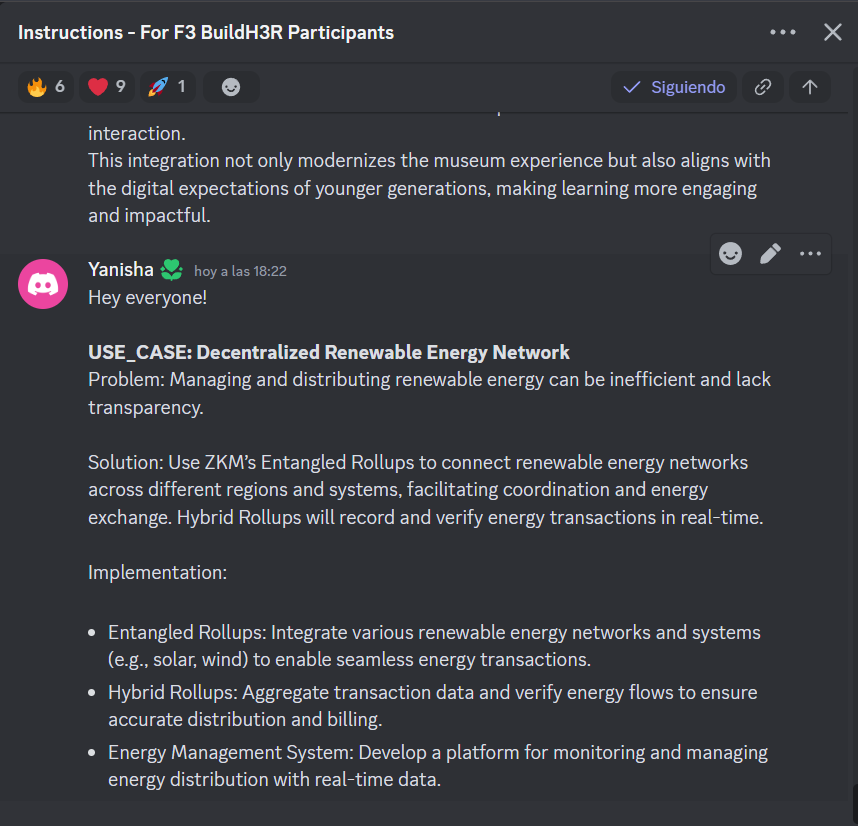 Instructions - For F3 BuildH3R Participants
6 9 1 Siguiendo
interaction.
This integration not only modernizes the museum experience but also aligns with
the digital expectations of younger generations, making learning more engaging
and impactful.
Yanisha hoy a las 18:22
Hey everyone!
USE_CASE: Decentralized Renewable Energy Network
Problem: Managing and distributing renewable energy can be inefficient and lack
transparency.
Solution: Use ZKM’s Entangled Rollups to connect renewable energy networks
across different regions and systems, facilitating coordination and energy
exchange. Hybrid Rollups will record and verify energy transactions in real-time.
Implementation:
• Entangled Rollups: Integrate various renewable energy networks and systems
(e.g., solar, wind) to enable seamless energy transactions.
• Hybrid Rollups: Aggregate transaction data and verify energy flows to ensure
accurate distribution and billing.
• Energy Management System: Develop a platform for monitoring and managing
energy distribution with real-time data.